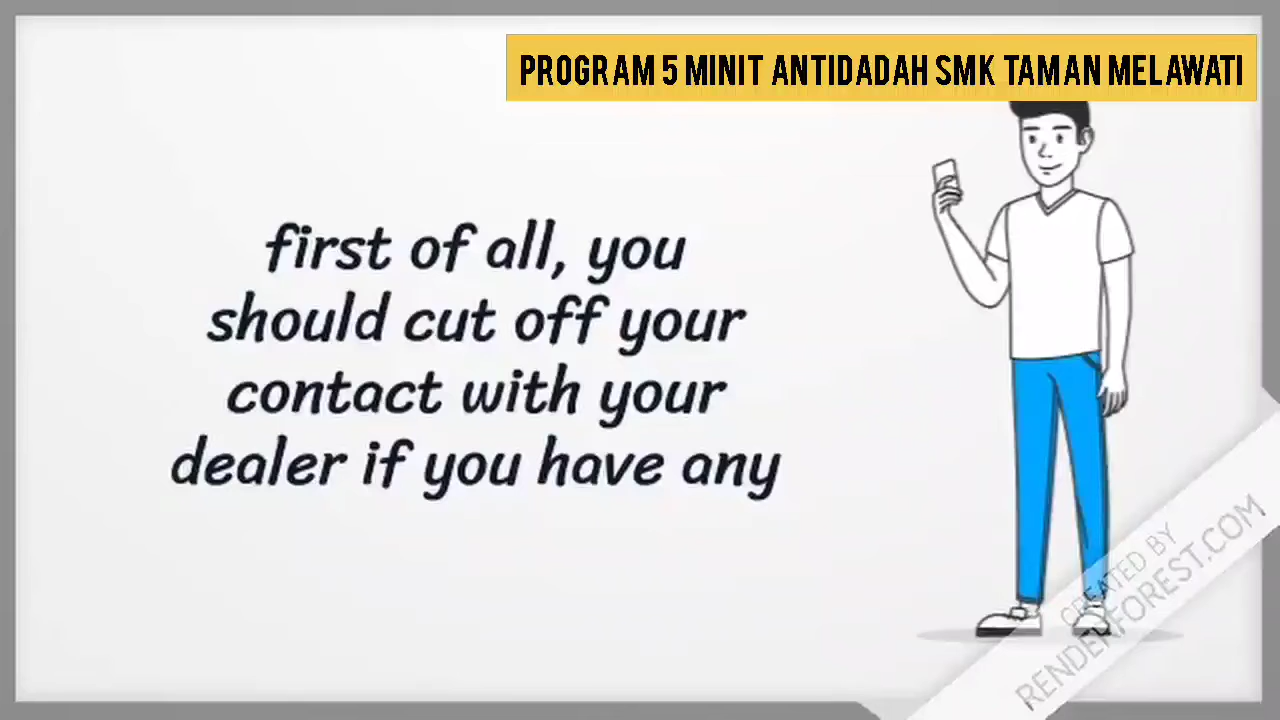 PROGRAM 5 MINIT ANTIDADAH SMK TAMAN MELAWATI
first of all, you
should cut off your
contact with your
dealer if you have any
CREATED BY
RENDERFOREST.COM